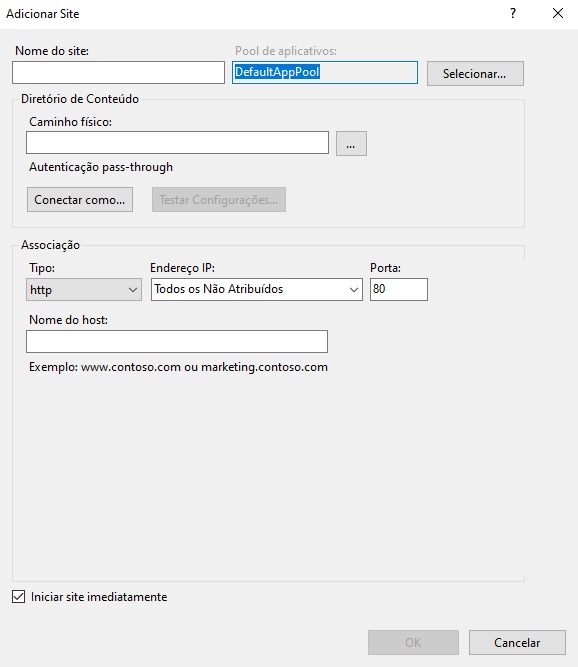 Adicionar Site
?
Nome do site:
Pool de aplicativos:
DefaultAppPool
Selecionar...
Diretório de Conteúdo
Caminho físico:
...
Autenticação pass-through
Conectar como...
Testar Configurações...
Associação
Tipo:
Endereço IP:
Porta:
http
Todos os Não Atribuídos
80
Nome do host:
Exemplo: www.contoso.com ou marketing.contoso.com
Iniciar site imediatamente
OK
Cancelar